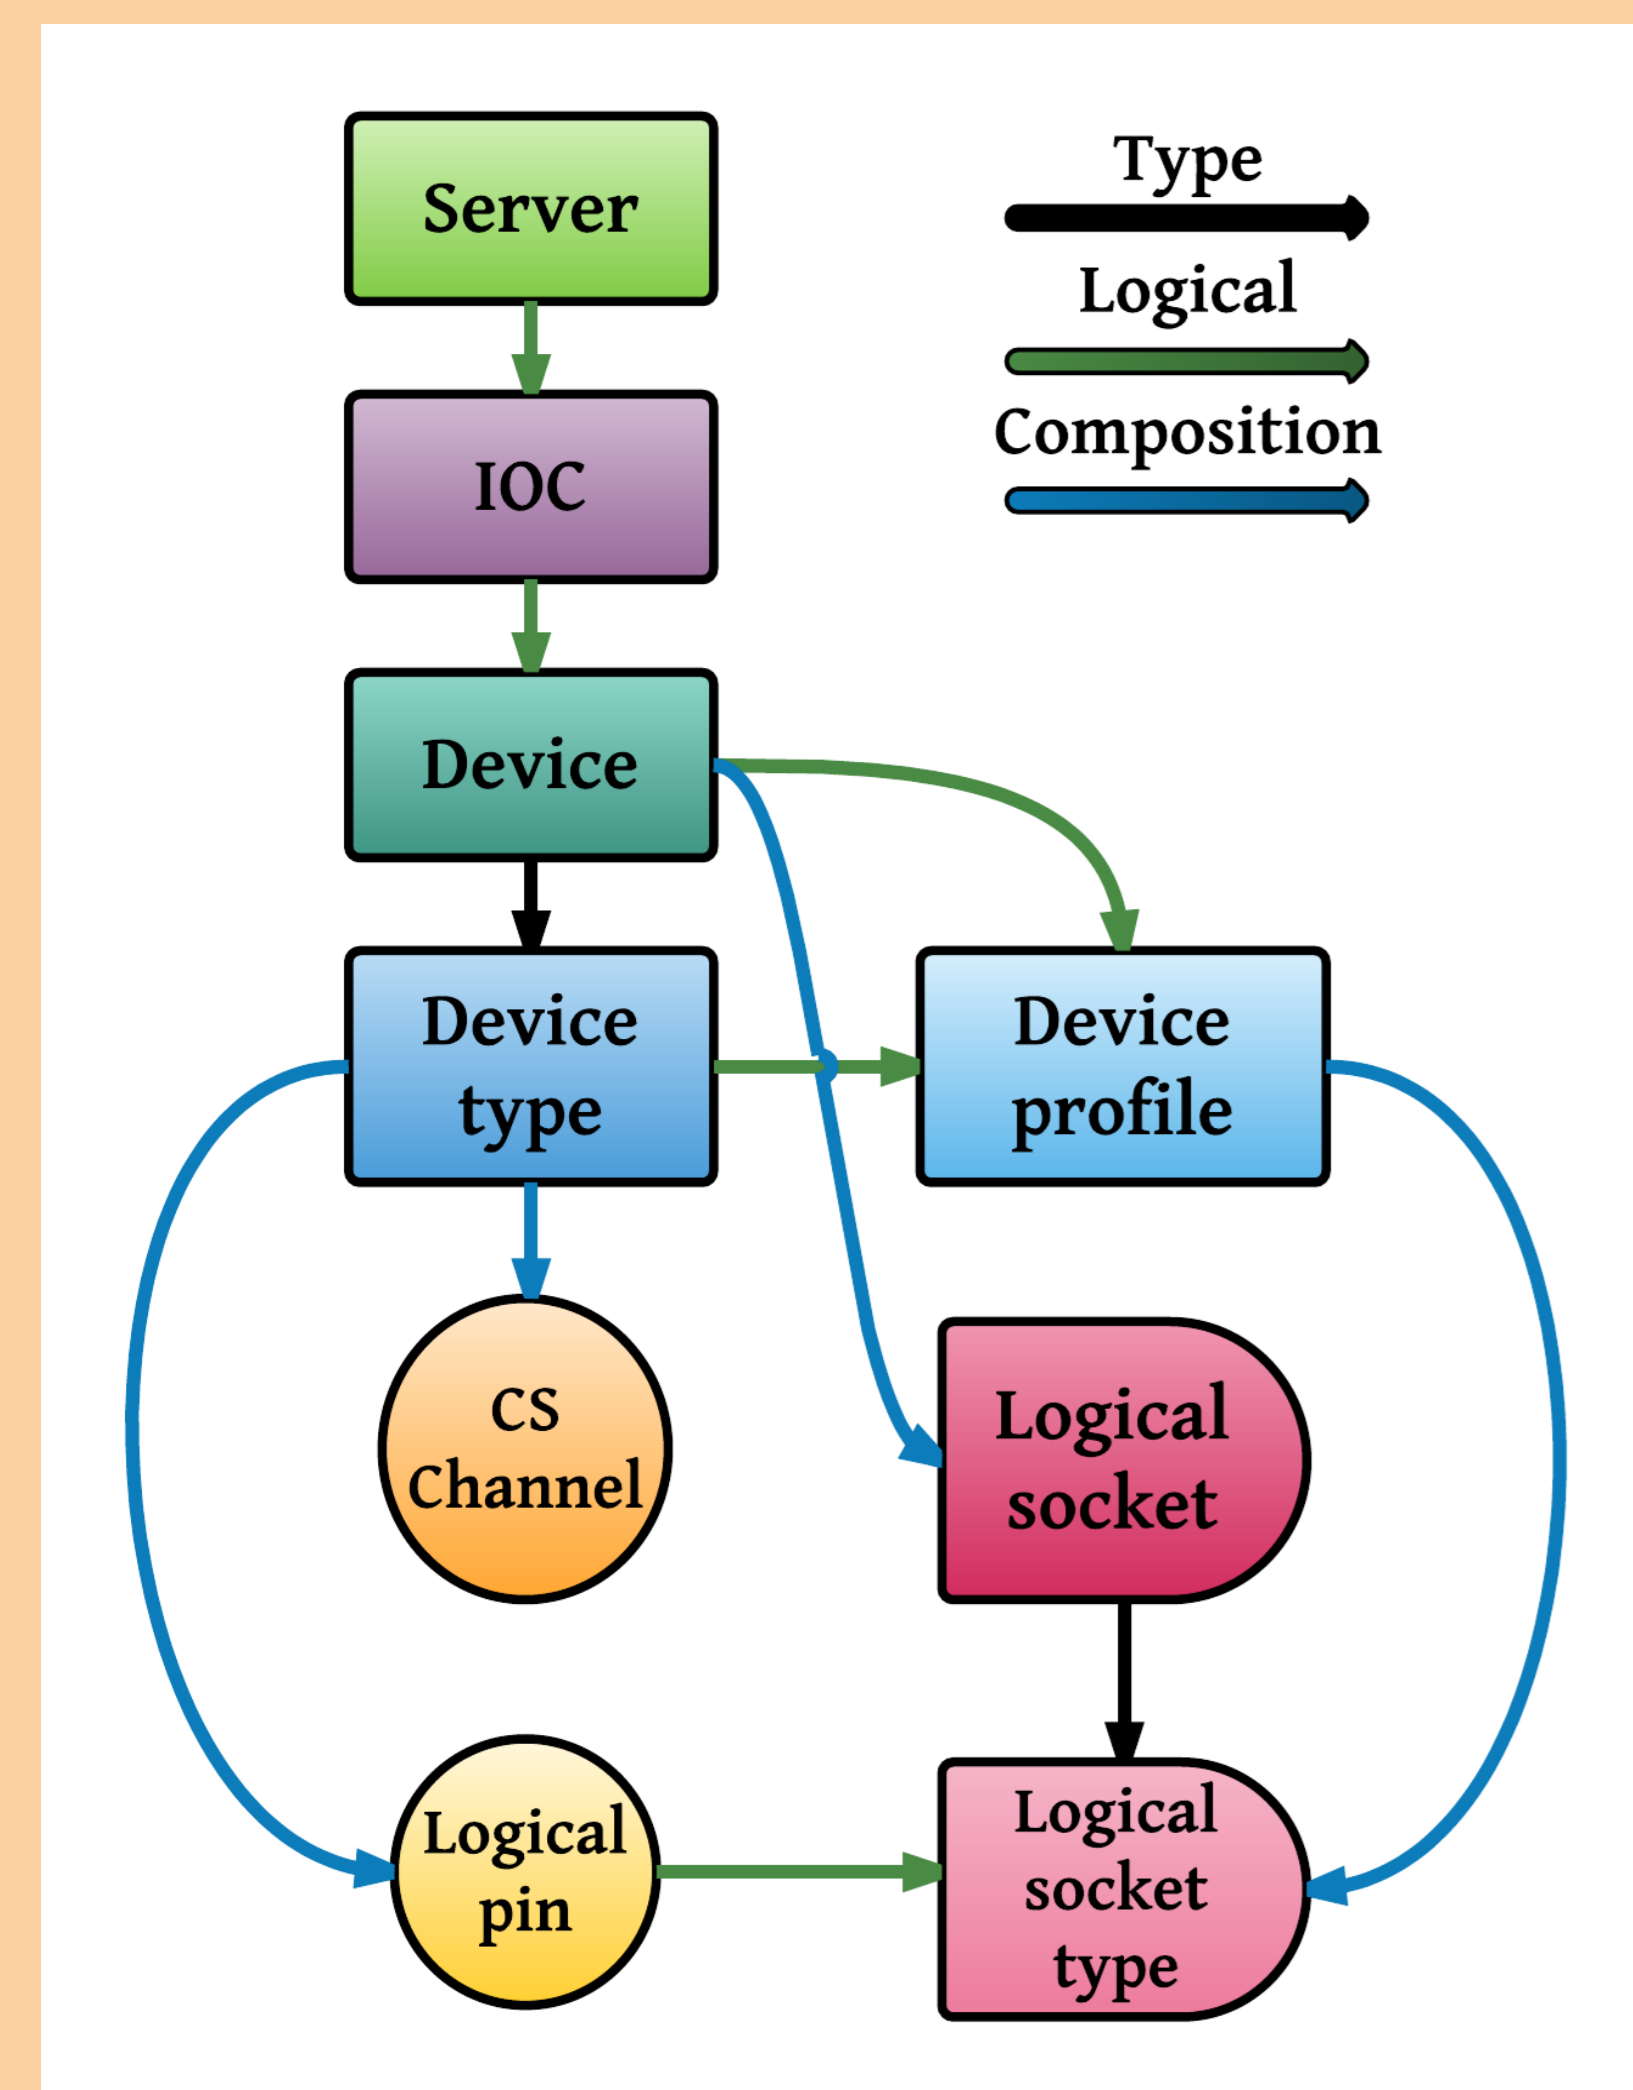 Server
Type
Logical
Composition
IOC
Device
Device
type
Device
profile
CS
Channel
Logical
socket
Logical
pin
Logical
socket
type